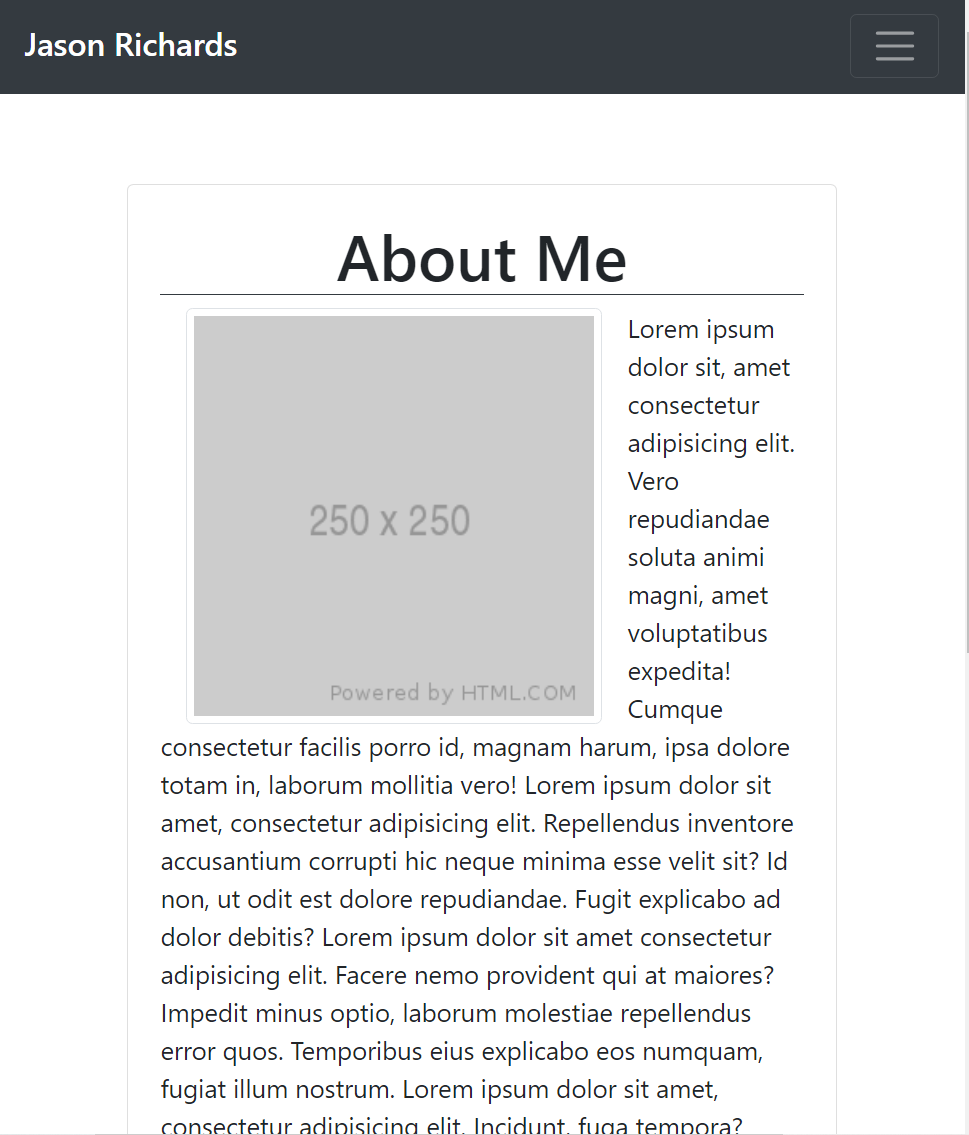 Jason Richards
About Me
250 x 250
Powered by HTML.COM
Lorem ipsum
dolor sit, amet
consectetur
adipisicing elit.
Vero
repudiandae
soluta animi
magni, amet
voluptatibus
expedita!
Cumque
consectetur facilis porro id, magnam harum, ipsa dolore
totam in, laborum mollitia vero! Lorem ipsum dolor sit
amet, consectetur adipisicing elit. Repellendus inventore
accusantium corrupti hic neque minima esse velit sit? Id
non, ut odit est dolore repudiandae. Fugit explicabo ad
dolor debitis? Lorem ipsum dolor sit amet consectetur
adipisicing elit. Facere nemo provident qui at maiores?
Impedit minus optio, laborum molestiae repellendus
error quos. Temporibus eius explicabo eos numquam,
fugiat illum nostrum. Lorem ipsum dolor sit amet,
consectetur adipisicing elit. Incidunt, fuga tempora?